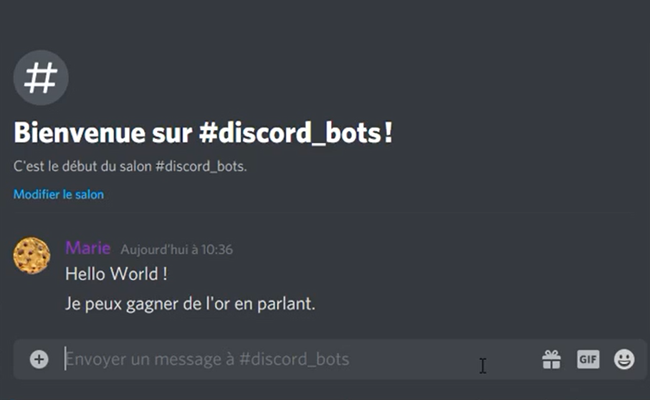 #
Bienvenue sur #discord_bots!
C'est le début du salon #discord_bots.
Modifier le salon
Marie Aujourd'hui à 10:36
Hello World !
Je peux gagner de l'or en parlant.
Envoyer un message à #discord_bots GIF